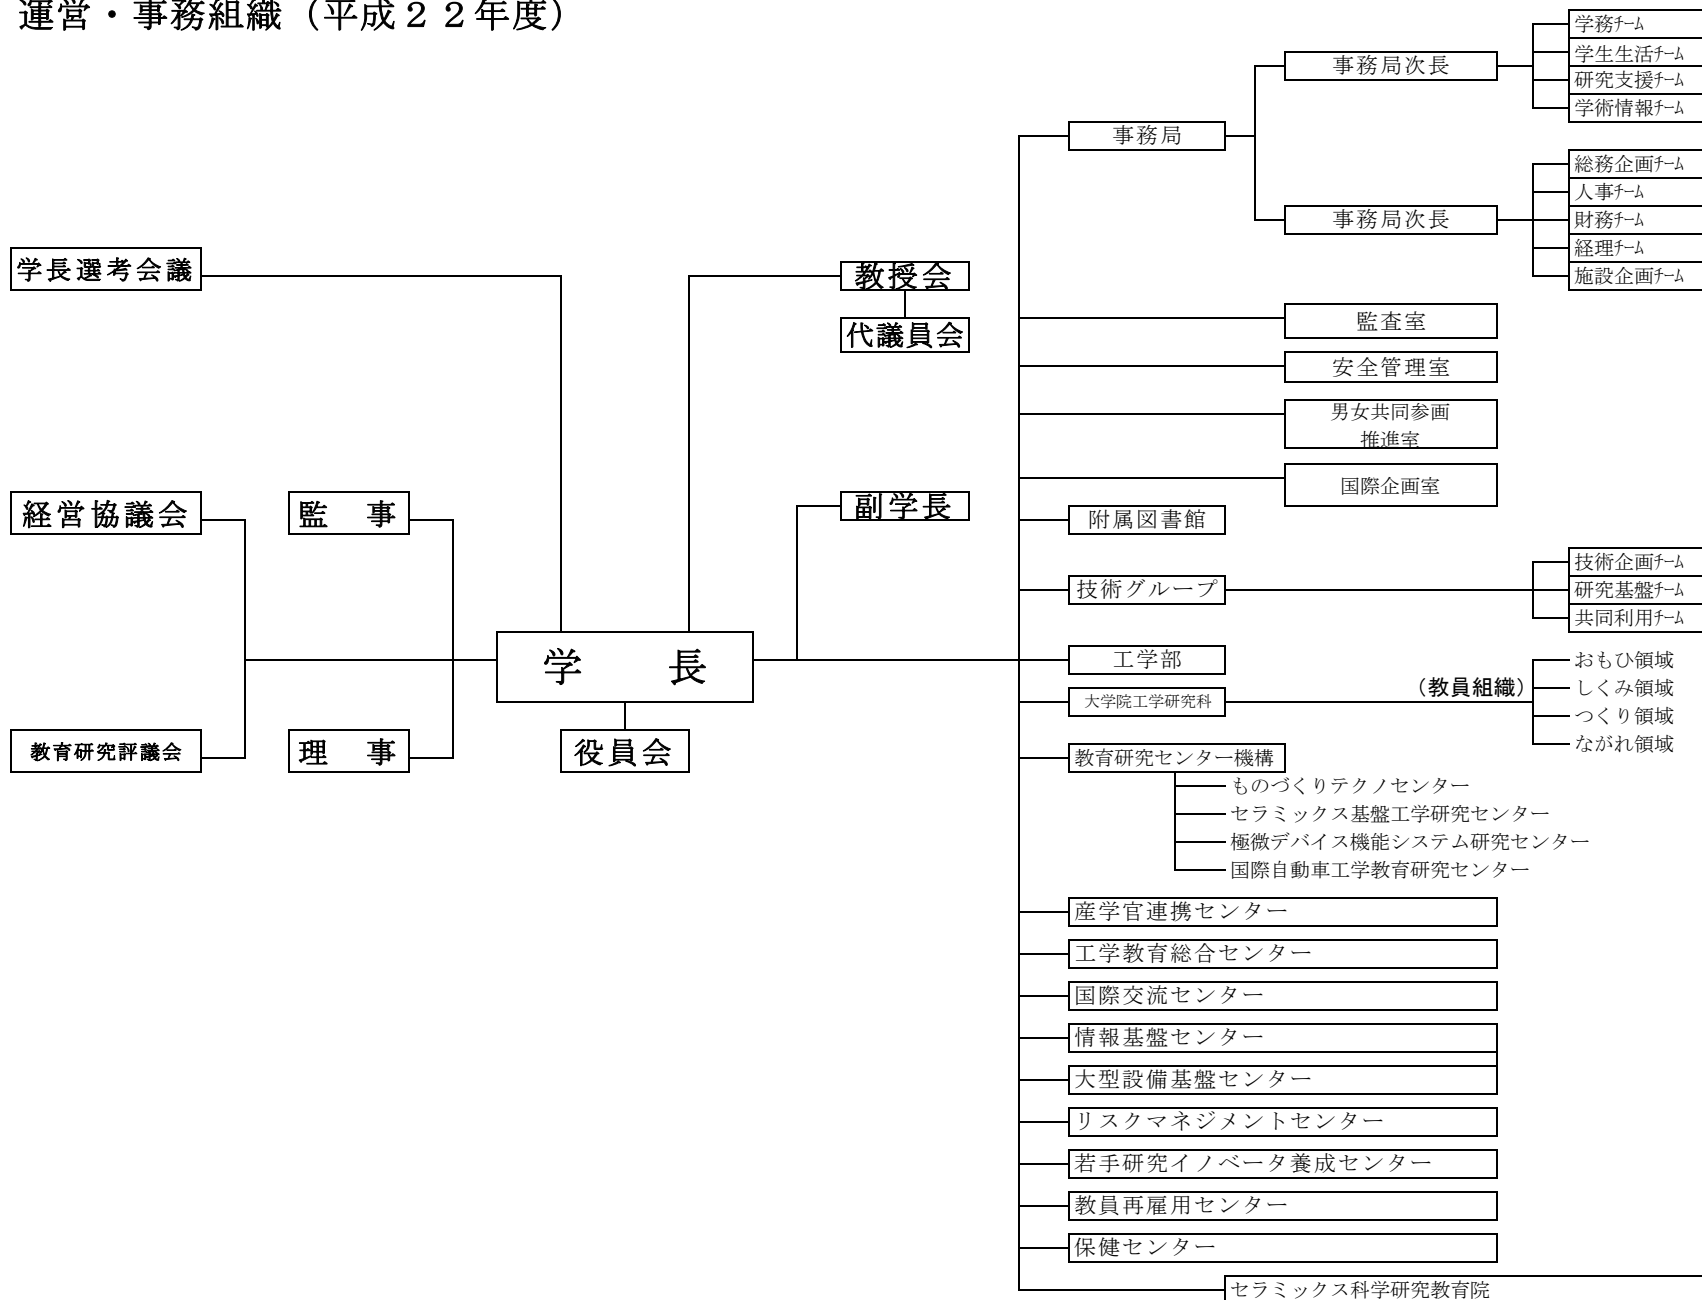 運営・事務組織（平成２２年度）
学務ﾁｰﾑ
学生生活ﾁｰﾑ
研究支援ﾁｰﾑ
学術情報ﾁｰﾑ
事務局次長
事務局
総務企画ﾁｰﾑ
人事ﾁｰﾑ
財務ﾁｰﾑ
経理ﾁｰﾑ
施設企画ﾁｰﾑ
事務局次長
学長選考会議
教授会
代議員会
監査室
安全管理室
男女共同参画
推進室
国際企画室
経営協議会
監　事
副学長
附属図書館
技術グループ
技術企画ﾁｰﾑ
研究基盤ﾁｰﾑ
共同利用ﾁｰﾑ
学　長
工学部
大学院工学研究科
（教員組織）
おもひ領域
しくみ領域
つくり領域
ながれ領域
教育研究評議会
理　事
役員会
教育研究センター機構
ものづくりテクノセンター
セラミックス基盤工学研究センター
極微デバイス機能システム研究センター
国際自動車工学教育研究センター
産学官連携センター
工学教育総合センター
国際交流センター
情報基盤センター
大型設備基盤センター
リスクマネジメントセンター
若手研究イノベータ養成センター
教員再雇用センター
保健センター
セラミックス科学研究教育院